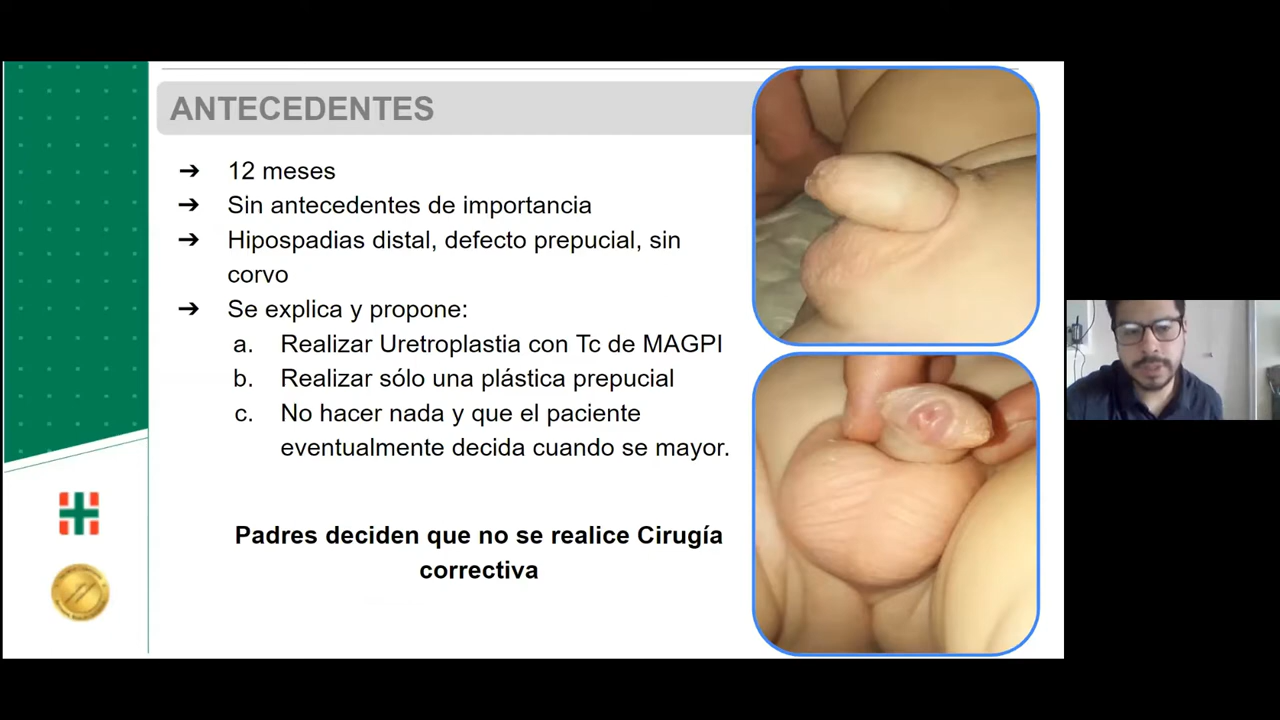 ANTECEDENTES
➔ 12 meses
➔ Sin antecedentes de importancia
➔ Hipospadias distal, defecto prepucial, sin
corvo
➔ Se explica y propone:
a. Realizar Uretroplastia con Tc de MAGPI
b. Realizar sólo una plástica prepucial
c. No hacer nada y que el paciente
eventualmente decida cuando se mayor.
Padres deciden que no se realice Cirugía
correctiva